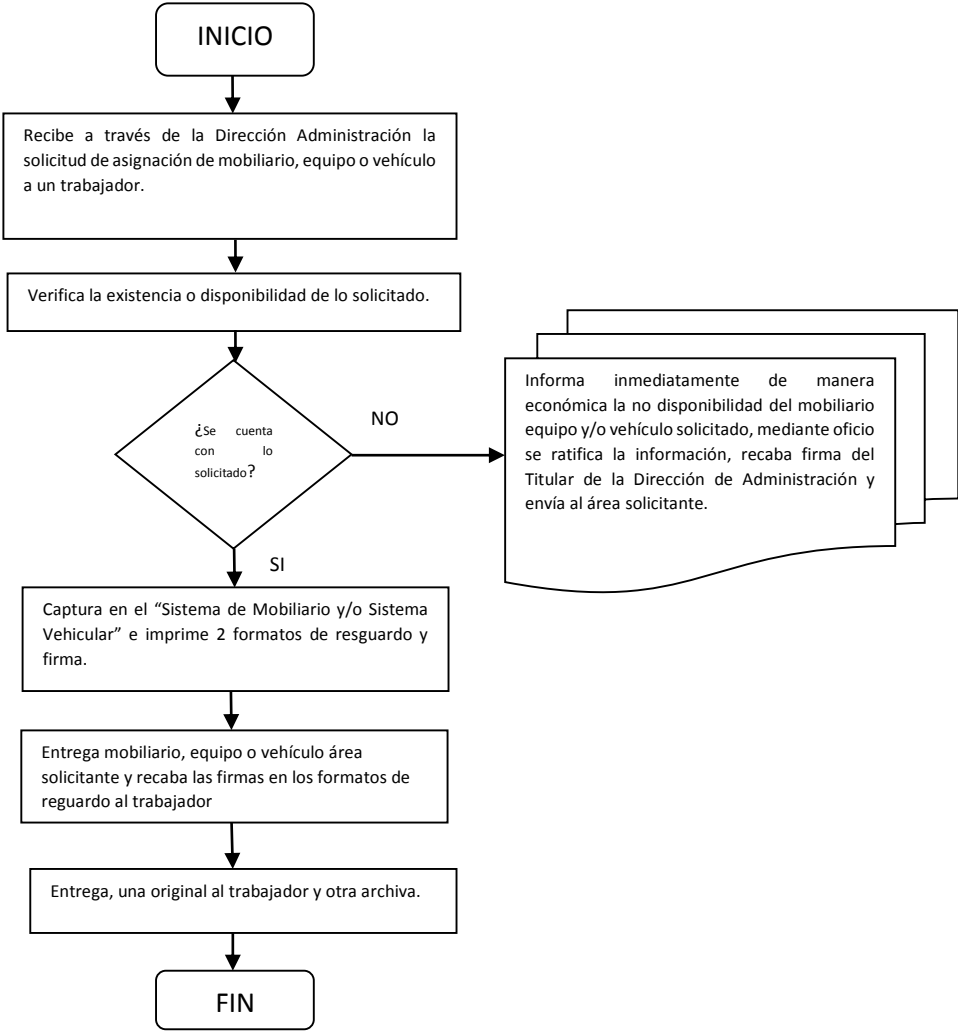 INICIO
Recibe a través de la Dirección Administración la
solicitud de asignación de mobiliario, equipo o vehículo
a un trabajador.
Verifica la existencia o disponibilidad de lo solicitado.
¿Se cuenta
con lo
solicitado?
NO
Informa inmediatamente de manera
económica la no disponibilidad del mobiliario
equipo y/o vehículo solicitado, mediante oficio
se ratifica la información, recaba firma del
Titular de la Dirección de Administración y
envía al área solicitante.
SI
Captura en el “Sistema de Mobiliario y/o Sistema
Vehicular” e imprime 2 formatos de resguardo y
firma.
Entrega mobiliario, equipo o vehículo área
solicitante y recaba las firmas en los formatos de
reguardo al trabajador
Entrega, una original al trabajador y otra archiva.
FIN